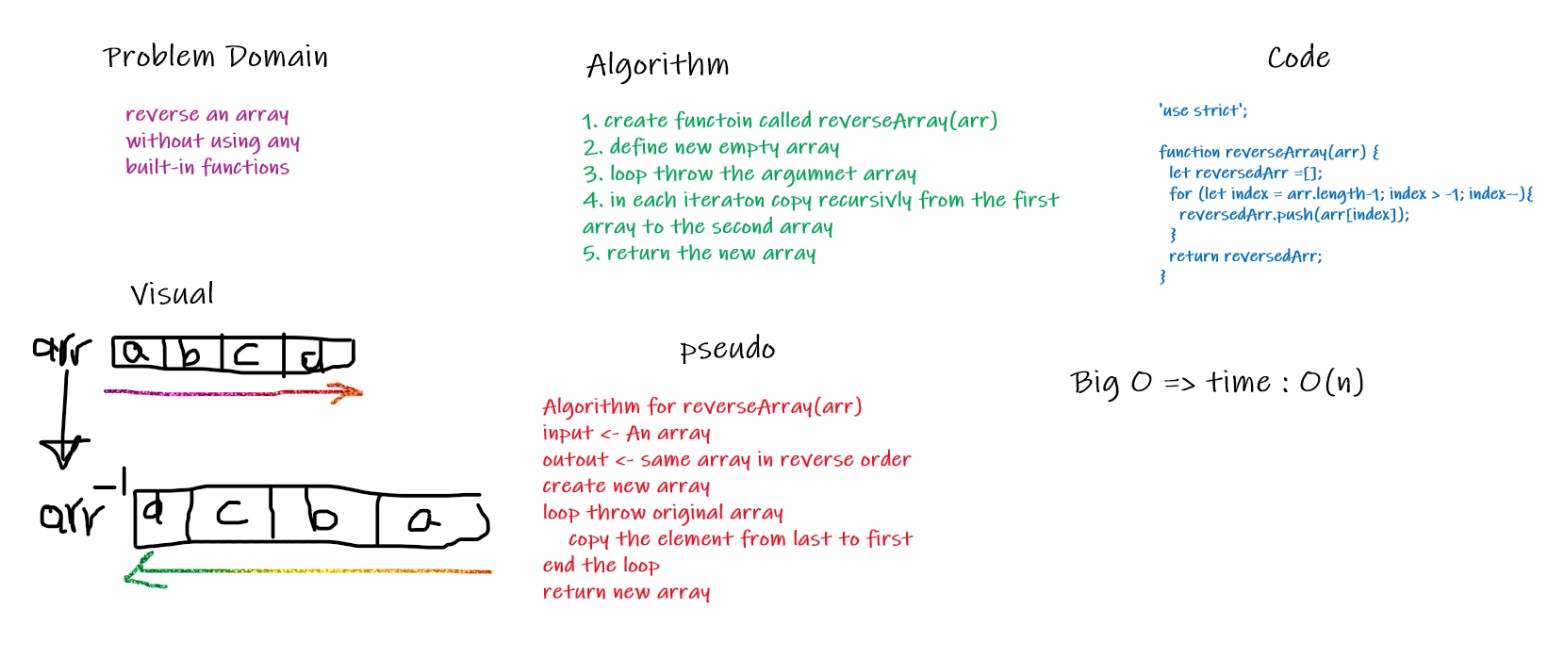 Problem Domain
reverse an array
without using any
built-in functions
Visual
arr a b c d
arr-1 d c b a
Algorithm
1. create functoin called reverseArray(arr)
2. define new empty array
3. loop throw the argumnet array
4. in each iteraton copy recursivly from the first
array to the second array
5. return the new array
pseudo
Algorithm for reverseArray(arr)
input <- An array
outout <- same array in reverse order
create new array
loop throw original array
copy the element from last to first
end the loop
return new array
Code
'use strict';
function reverseArray(arr) {
let reversedArr =[];
for (let index = arr.length-1; index > -1; index--){
reversedArr.push(arr[index]);
}
return reversedArr;
}
Big O => time : O(n)